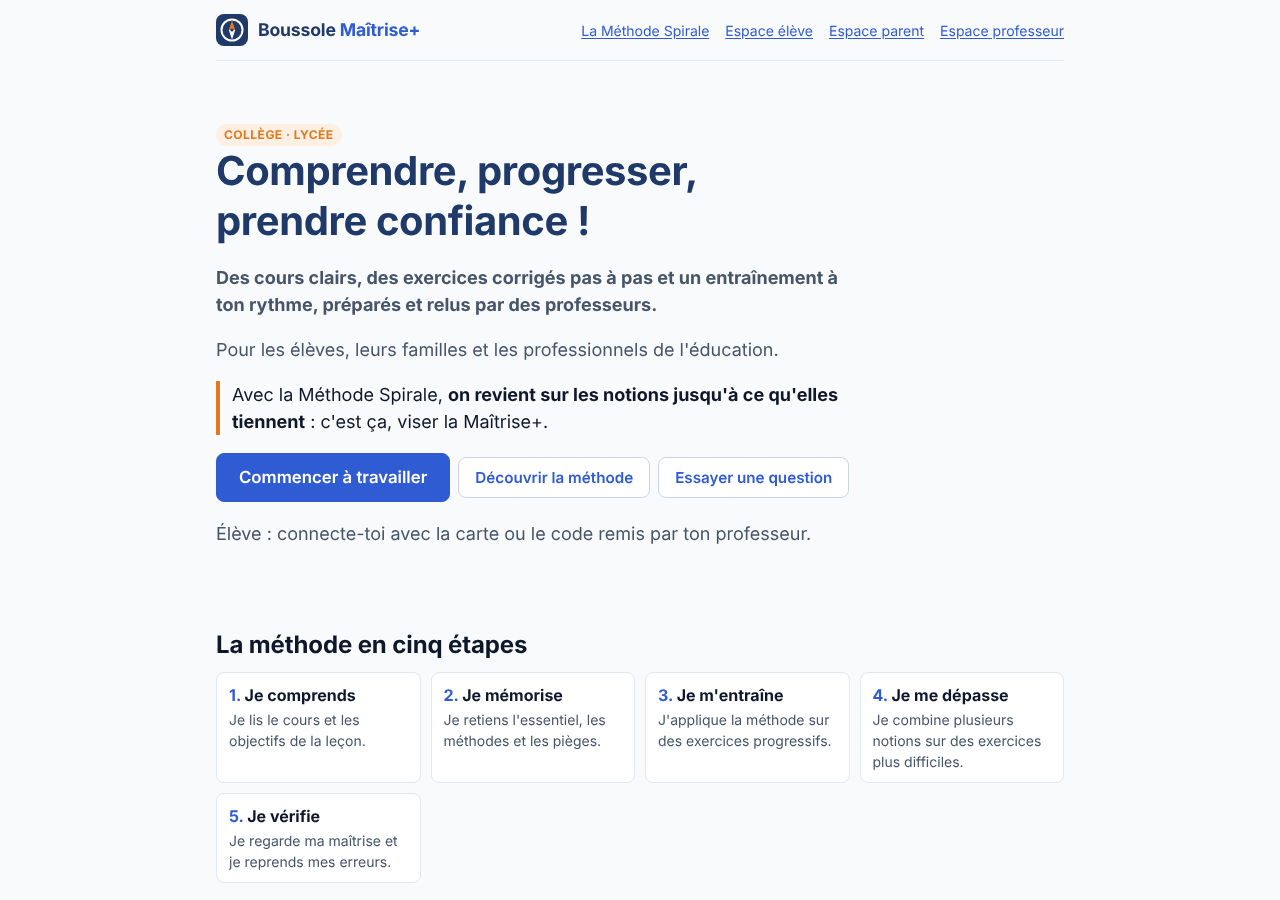 Boussole Maîtrise+
La Méthode Spirale Espace élève Espace parent Espace professeur
COLLÈGE · LYCÉE
Comprendre, progresser,
prendre confiance !
Des cours clairs, des exercices corrigés pas à pas et un entraînement à
ton rythme, préparés et relus par des professeurs.
Pour les élèves, leurs familles et les professionnels de l'éducation.
Avec la Méthode Spirale, on revient sur les notions jusqu'à ce qu'elles
tiennent : c'est ça, viser la Maîtrise+.
Commencer à travailler
Découvrir la méthode
Essayer une question
Élève : connecte-toi avec la carte ou le code remis par ton professeur.
La méthode en cinq étapes
1. Je comprends
Je lis le cours et les
objectifs de la leçon.
2. Je mémorise
Je retiens l'essentiel, les
méthodes et les pièges.
3. Je m'entraîne
J'applique la méthode sur
des exercices progressifs.
4. Je me dépasse
Je combine plusieurs
notions sur des exercices
plus difficiles.
5. Je vérifie
Je regarde ma maîtrise et
je reprends mes erreurs.